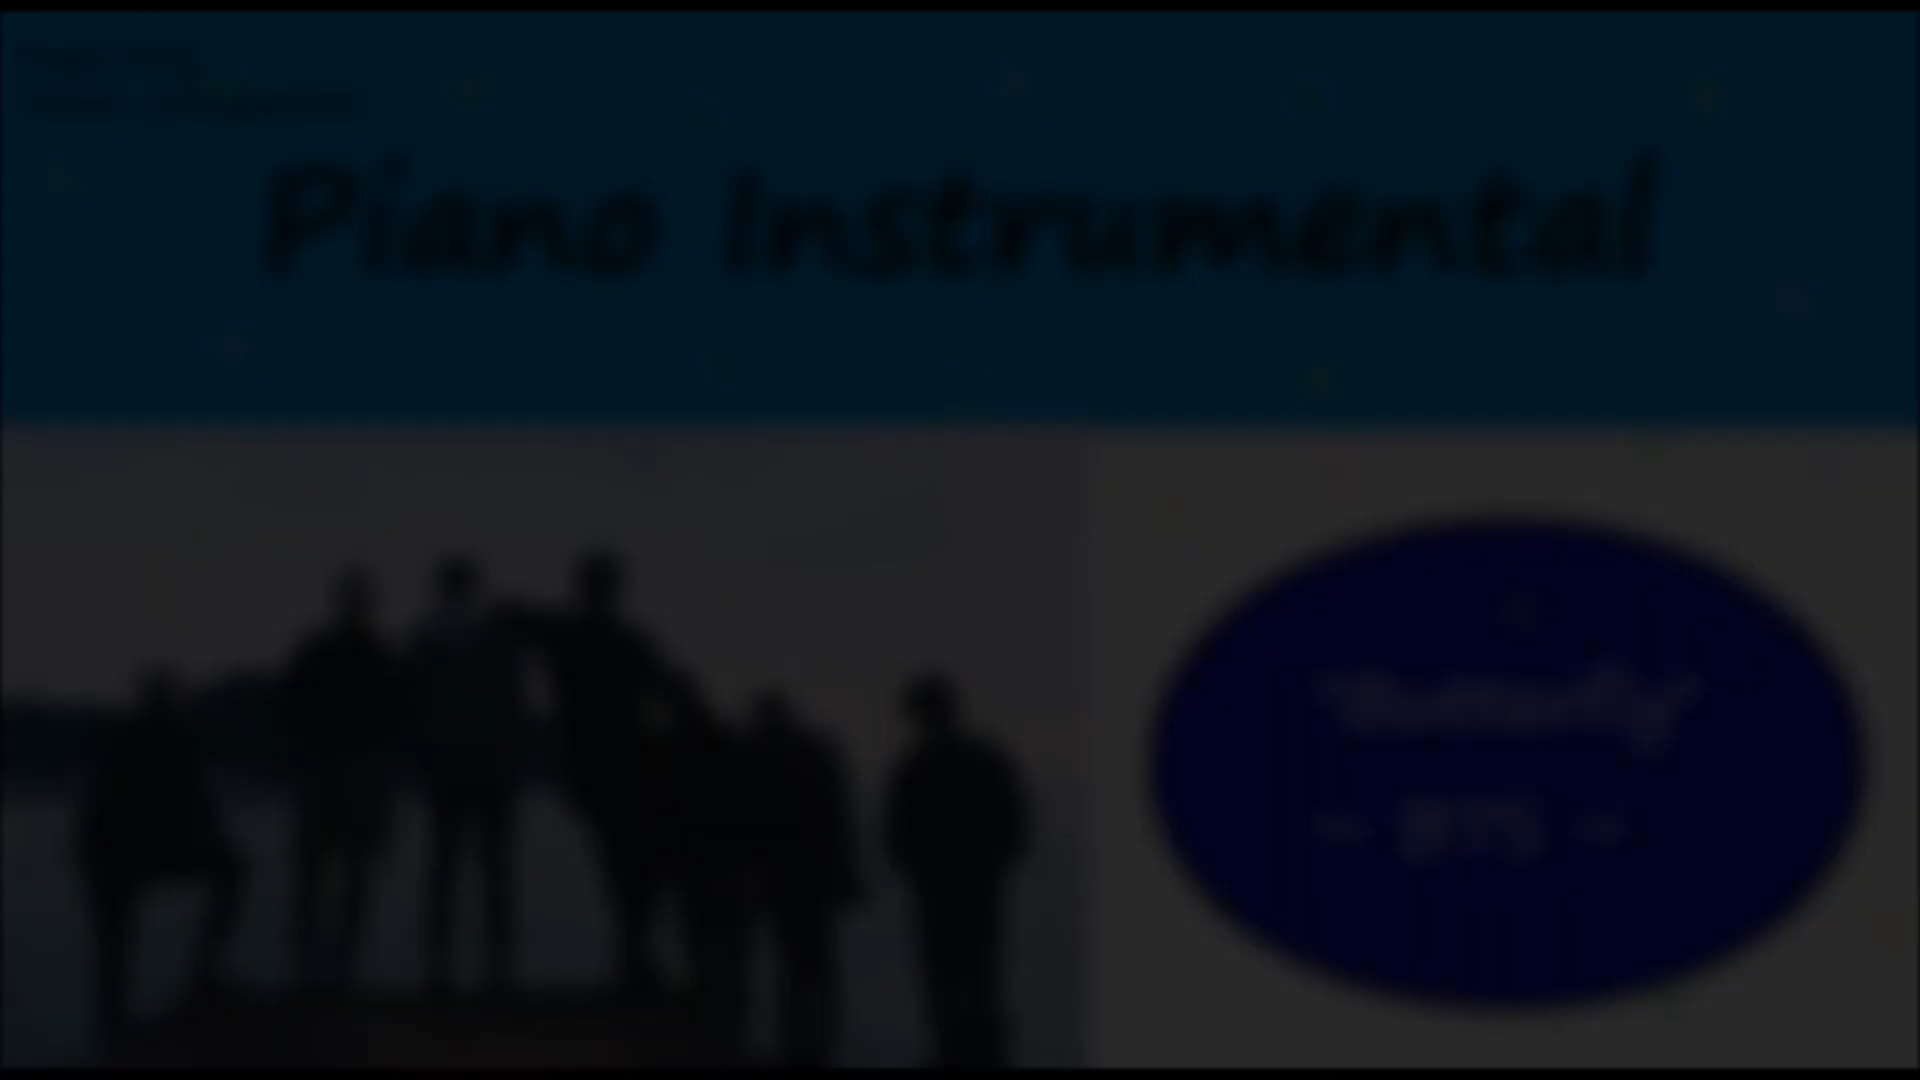 Piano Instrumental
"Butterfly"
- BTS -